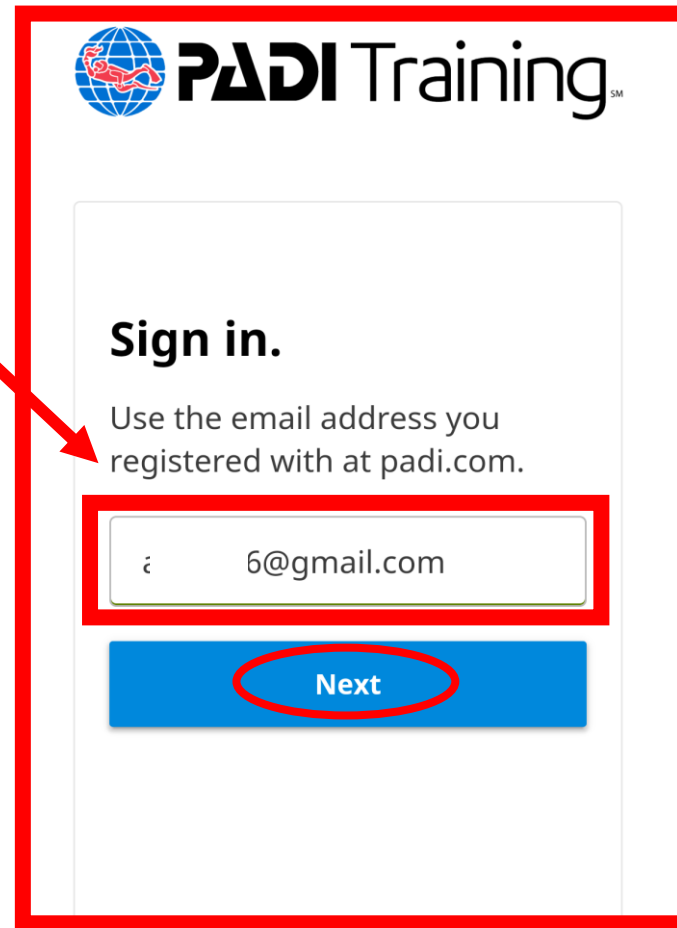 PADI Training SM
Sign in.
Use the email address you
registered with at padi.com.
6@gmail.com
Next